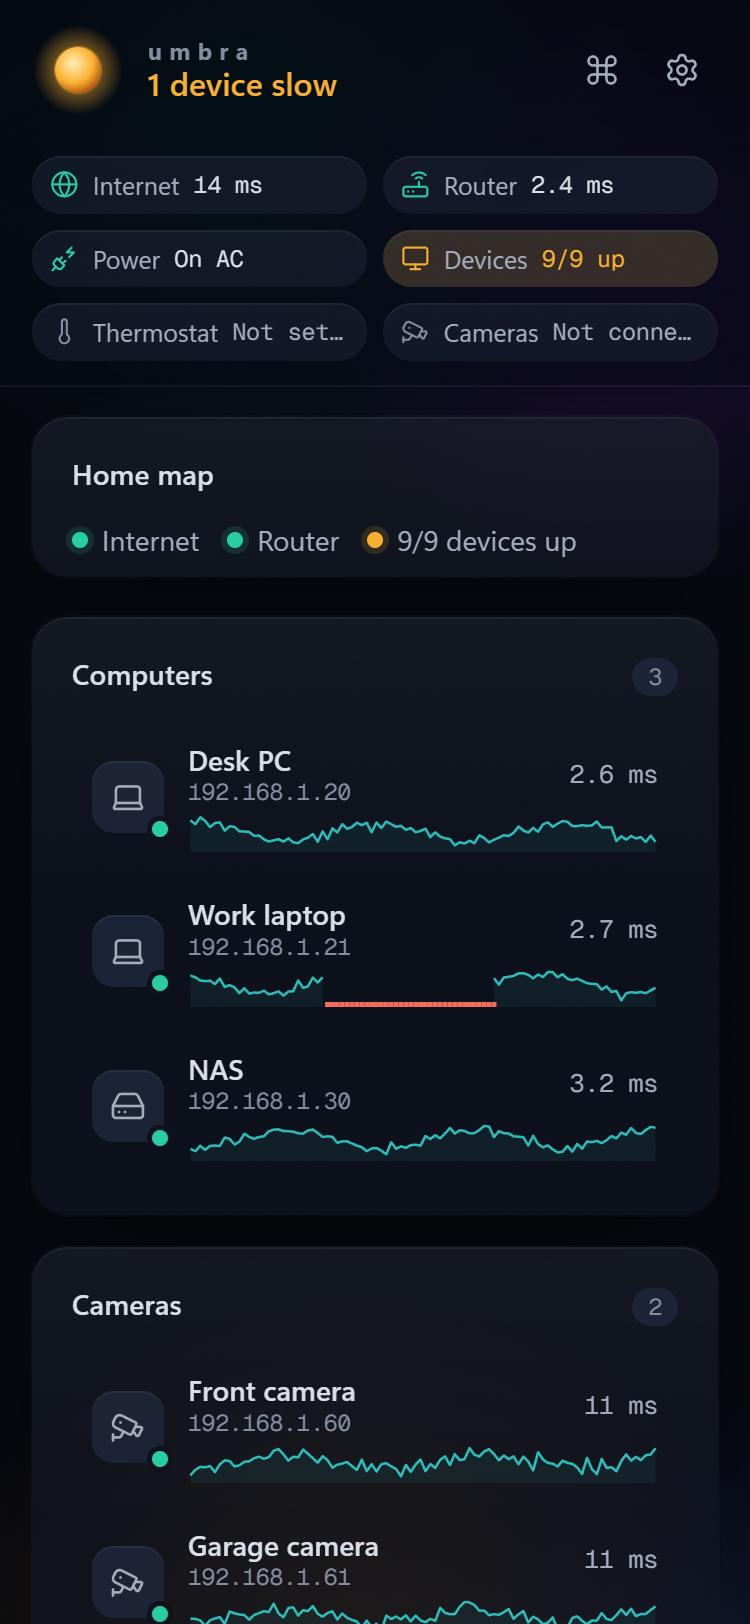 umbra
1 device slow
Internet 14 ms
Router 2.4 ms
Power On AC
Devices 9/9 up
Thermostat Not set…
Cameras Not conne…
Home map
Internet
Router
9/9 devices up
Computers
3
Desk PC
2.6 ms
192.168.1.20
Work laptop
2.7 ms
192.168.1.21
NAS
3.2 ms
192.168.1.30
Cameras
2
Front camera
11 ms
192.168.1.60
Garage camera
11 ms
192.168.1.61